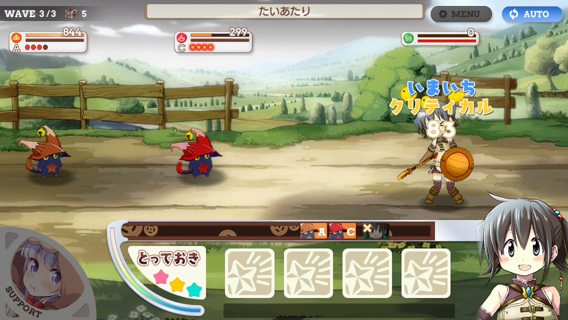 WAVE 3/3 5
たいあたり
MENU
AUTO
844
A
299
C
0
いまいち
クリティカル
83
A C
とっておき
SUPPORT